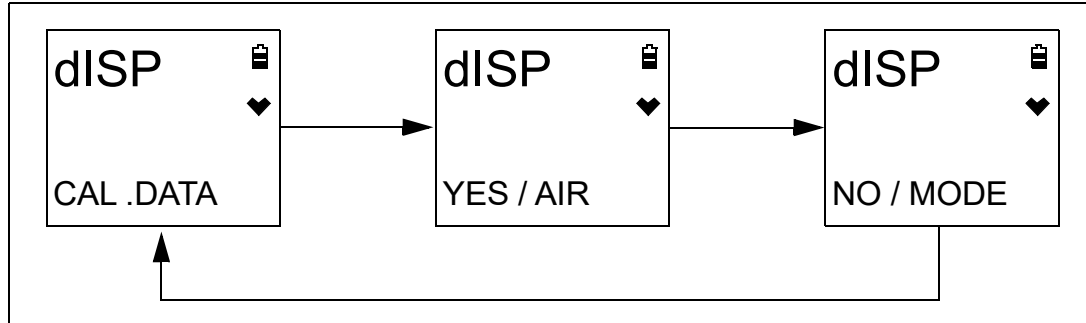 dISP
CAL .DATA
dISP
YES / AIR
dISP
NO / MODE